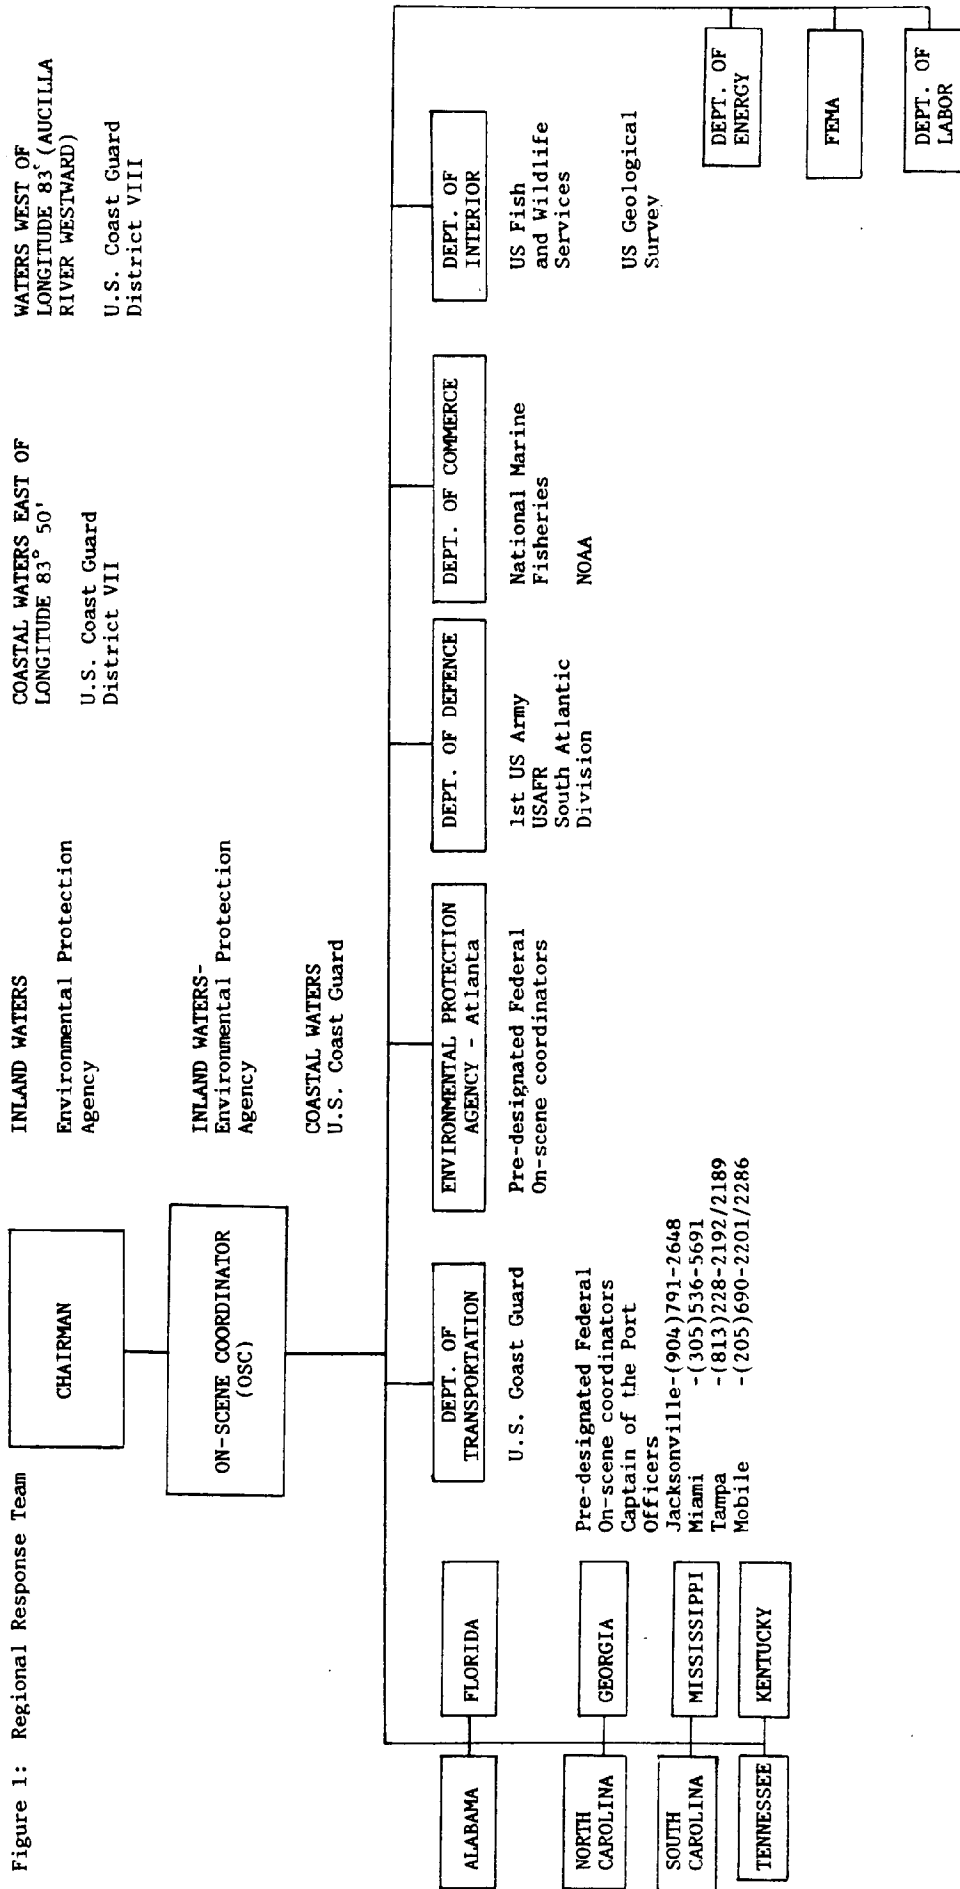 Figure 1: Regional Response Team
CHAIRMAN
INLAND WATERS
Environmental Protection
Agency
COASTAL WATERS EAST OF
LONGITUDE 83° 50'
U.S. Coast Guard
District VII
WATERS WEST OF
LONGITUDE 83° (AUCILLA
RIVER WESTWARD)
U.S. Coast Guard
District VIII
ON-SCENE COORDINATOR
(OSC)
INLAND WATERS-
Environmental Protection
Agency
COASTAL WATERS
U.S. Coast Guard
ALABAMA
FLORIDA
NORTH
CAROLINA
GEORGIA
SOUTH
CAROLINA
MISSISSIPPI
TENNESSEE
KENTUCKY
DEPT. OF
TRANSPORTATION
U.S. Goast Guard
Pre-designated Federal
On-scene coordinators
Captain of the Port
Officers
Jacksonville-(904)791-2648
Miami -(305)536-5691
Tampa -(813)228-2192/2189
Mobile -(205)690-2201/2286
ENVIRONMENTAL PROTECTION
AGENCY - Atlanta
Pre-designated Federal
On-scene coordinators
DEPT. OF DEFENCE
1st US Army
USAFR
South Atlantic
Division
DEPT. OF COMMERCE
National Marine
Fisheries
NOAA
DEPT. OF
INTERIOR
US Fish
and Wildlife
Services
US Geological
Survey
DEPT. OF
ENERGY
FEMA
DEPT. OF
LABOR